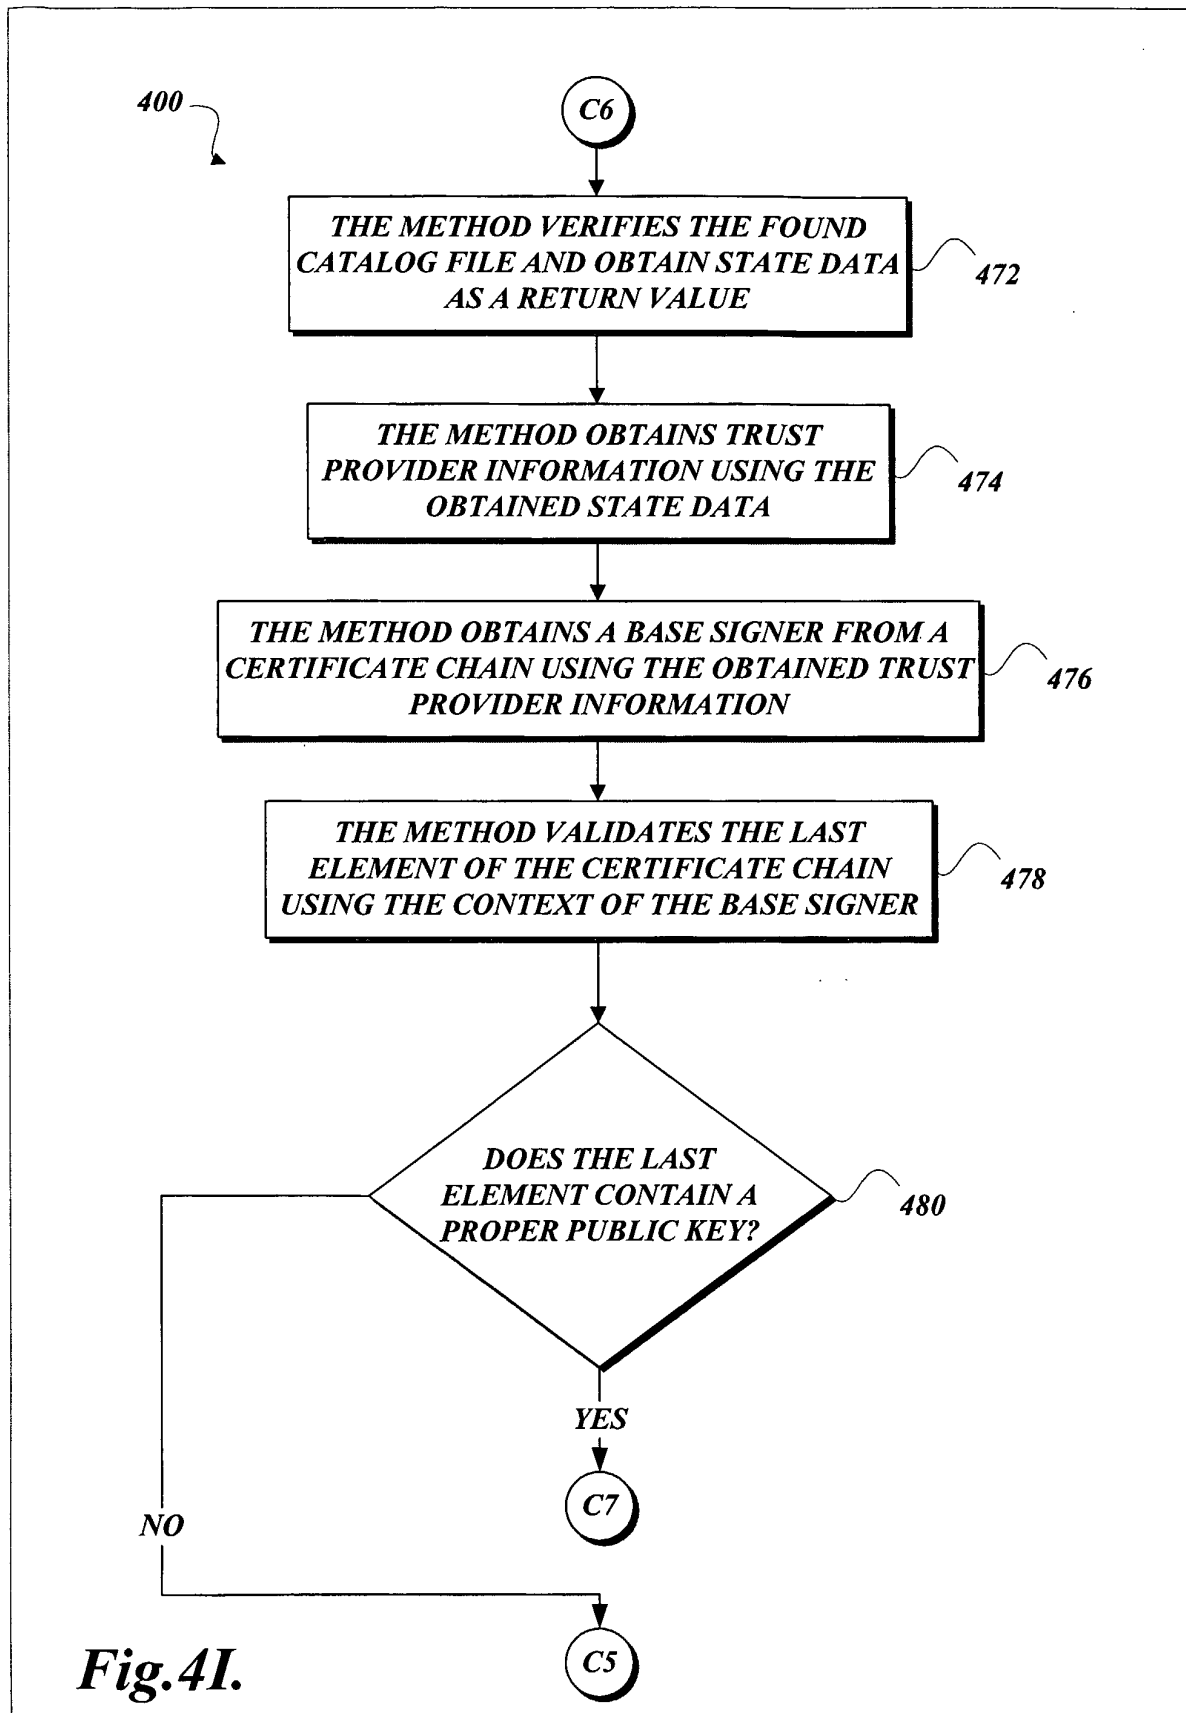 400
C6
THE METHOD VERIFIES THE FOUND
CATALOG FILE AND OBTAIN STATE DATA
AS A RETURN VALUE
472
THE METHOD OBTAINS TRUST
PROVIDER INFORMATION USING THE
OBTAINED STATE DATA
474
THE METHOD OBTAINS A BASE SIGNER FROM A
CERTIFICATE CHAIN USING THE OBTAINED TRUST
PROVIDER INFORMATION
476
THE METHOD VALIDATES THE LAST
ELEMENT OF THE CERTIFICATE CHAIN
USING THE CONTEXT OF THE BASE SIGNER
478
DOES THE LAST
ELEMENT CONTAIN A
PROPER PUBLIC KEY?
480
YES
C7
NO
C5
Fig.4I.